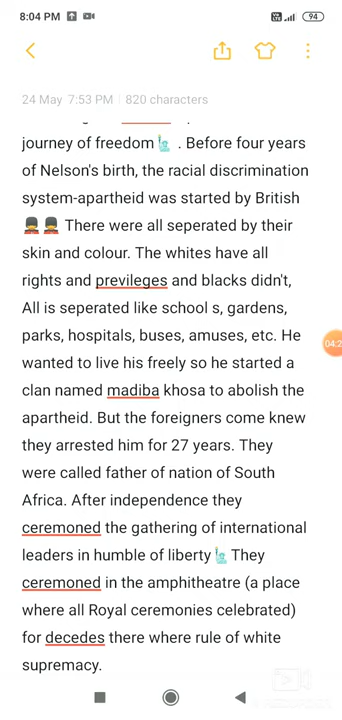 8:04 PM
94
24 May 7:53 PM | 820 characters
journey of freedom🗽 . Before four years
of Nelson's birth, the racial discrimination
system-apartheid was started by British
💂💂 There were all seperated by their
skin and colour. The whites have all
rights and previleges and blacks didn't,
All is seperated like school s, gardens,
parks, hospitals, buses, amuses, etc. He
04:2
wanted to live his freely so he started a
clan named madiba khosa to abolish the
apartheid. But the foreigners come knew
they arrested him for 27 years. They
were called father of nation of South
Africa. After independence they
ceremoned the gathering of international
leaders in humble of liberty🗽 They
ceremoned in the amphitheatre (a place
where all Royal ceremonies celebrated)
for decedes there where rule of white
supremacy.